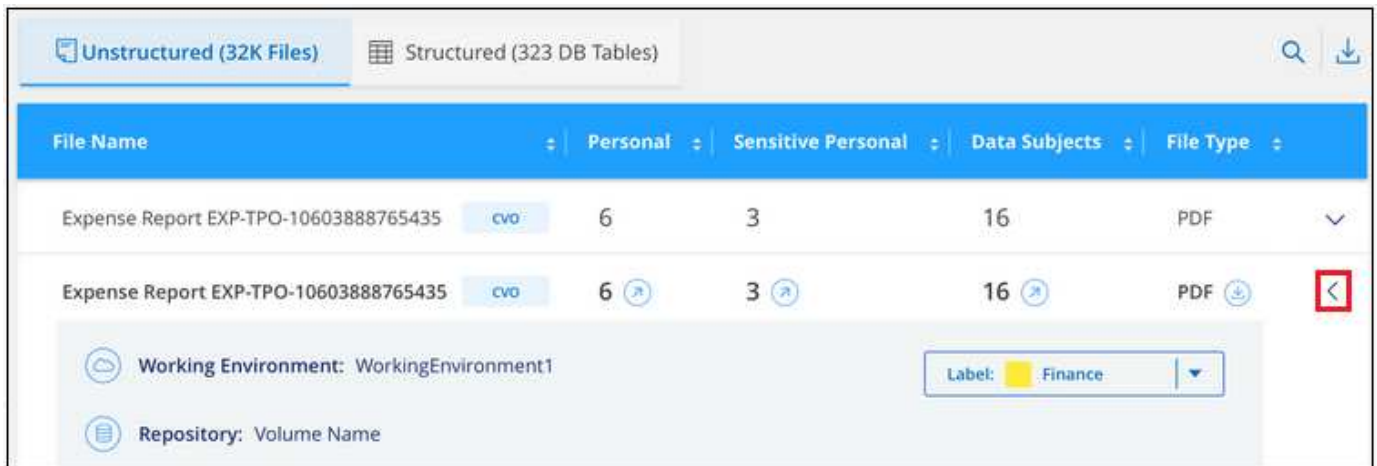 Unstructured (32K Files) Structured (323 DB Tables)
File Name Personal Sensitive Personal Data Subjects File Type
Expense Report EXP-TPO-10603888765435 CVO 6 3 16 PDF
Expense Report EXP-TPO-10603888765435 CVO 6 3 16 PDF
Working Environment: WorkingEnvironment1 Label: Finance
Repository: Volume Name